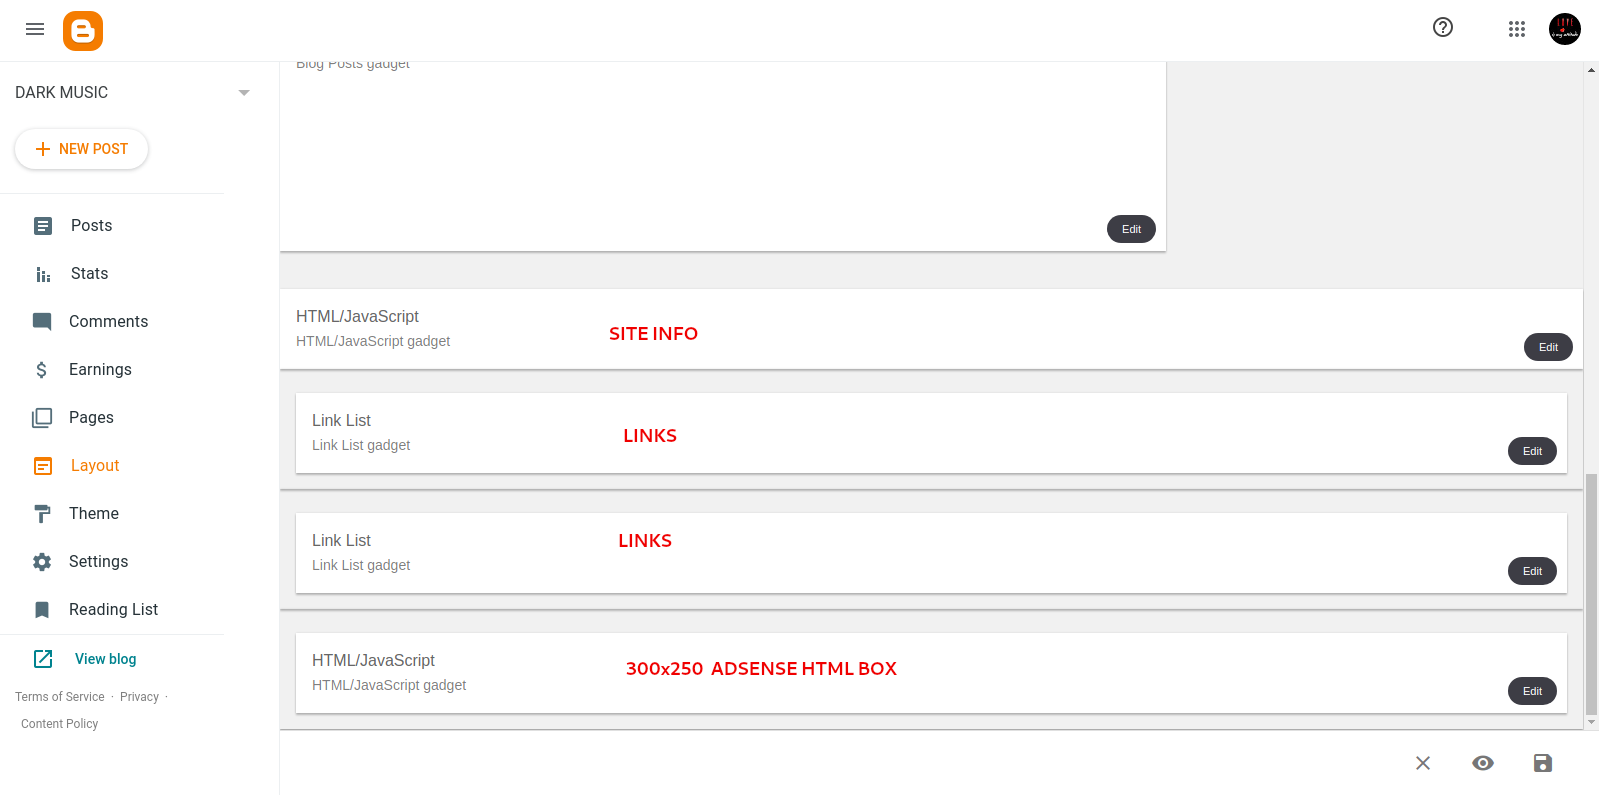 DARK MUSIC
NEW POST
Posts
Stats
Comments
Earnings
Pages
Layout
Theme
Settings
Reading List
View blog
Terms of Service · Privacy ·
Content Policy
Blog Posts gadget
Edit
HTML/JavaScript
HTML/JavaScript gadget
SITE INFO
Edit
Link List
Link List gadget
LINKS
Edit
Link List
Link List gadget
LINKS
Edit
HTML/JavaScript
HTML/JavaScript gadget
300x250 ADSENSE HTML BOX
Edit